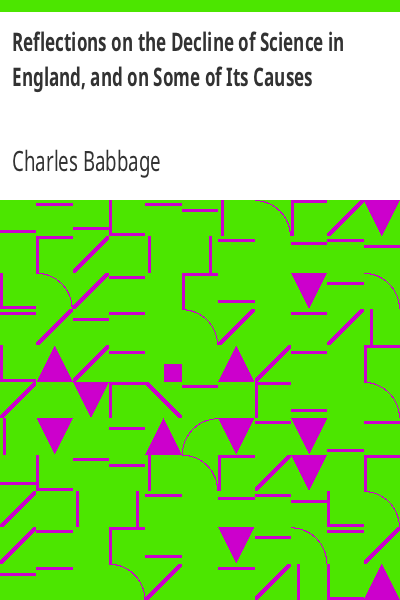 Reflections on the Decline of Science in
England, and on Some of Its Causes
Charles Babbage